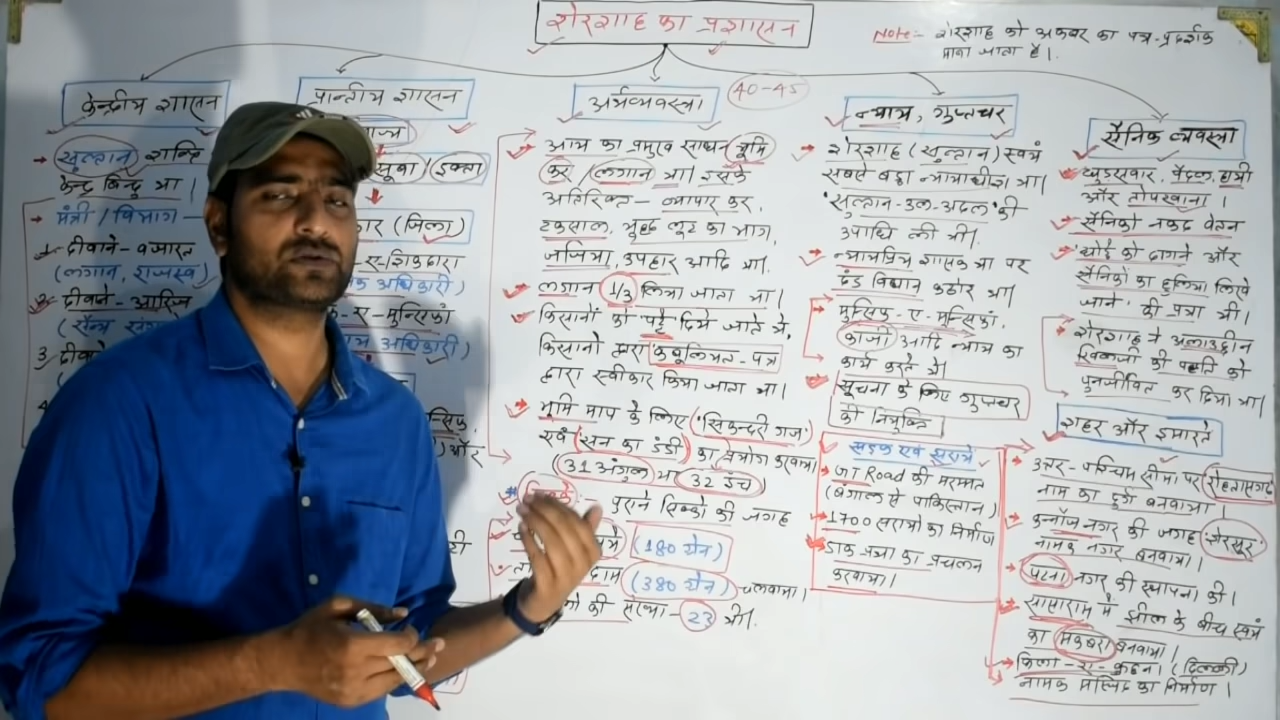 शेरशाह का प्रशासन
Note:- शेरशाह को अकबर का पत्र-प्रदर्शक
माना जाता है।
केन्द्रीय शासन
सुल्तान शक्ति
केन्द्र बिन्दु था।
मंत्री / विभाग -
1. दीवाने-वजारत
(लगान, राजस्व)
2. दीवाने-आरिज
(सैन्य
3. दीवाने
प्रान्तीय शासन
सूबा / इक्ता
(जिला)
अधिकारी)
अधिकारी)
और
अर्थव्यवस्था
40-45
आय का प्रमुख साधन भूमि
कर / लगान था। इसके
अतिरिक्त - व्यापार कर,
टकसाल, युद्ध लूट का भाग,
जजिया, उपहार आदि था।
लगान 1/3 लिया जाता था।
किसानों को पट्टे दिये जाते थे,
किसानों द्वारा कबूलियत-पत्र
द्वारा स्वीकार किया जाता था।
भूमि माप के लिए 'सिकन्दरी गज'
एवं (सन का डंडी) का प्रयोग करवाया
(31 अंगुल या 32 इंच)
पुराने सिक्को की जगह
(180 ग्रेन)
दाम (380 ग्रेन) चलवाया।
की संख्या - 23 थी।
न्याय, गुप्तचर
शेरशाह (सुल्तान) स्वयं
सबसे बड़ा न्यायाधीश था।
'सुल्तान-उल-अदल' की
उपाधि ली थी।
न्यायप्रिय शासक था पर
दंड विधान कठोर था।
मुंसिफ-ए-मुन्सिफां,
काजी आदि न्याय का
कार्य करते थे।
सूचना के लिए गुप्तचर
की नियुक्ति।
सड़क एवं सराये
GT Road की मरम्मत
(बंगाल से पाकिस्तान)
1700 सरायों का निर्माण
डाक प्रथा का प्रचलन
करवाया।
सैनिक व्यवस्था
घुड़सवार, पैदल, हाथी
और तोपखाना।
सैनिकों नकद वेतन
घोड़े को दागने और
सैनिकों का हुलिया लिखे
जाने की प्रथा थी।
शेरशाह ने अलाउद्दीन
खिलजी की पद्धति को
पुनर्जीवित कर दिया था।
शहर और इमारते
उत्तर-पश्चिम सीमा पर रोहतासगढ़
नाम का दुर्ग बनवाया।
कन्नौज नगर की जगह शेरसूर
नामक नगर बनवाया।
पटना नगर की स्थापना की।
सासाराम में झील के बीच स्वयं
का मकबरा बनवाया।
किला-ए-कुहना (दिल्ली)
नामक मस्जिद का निर्माण।